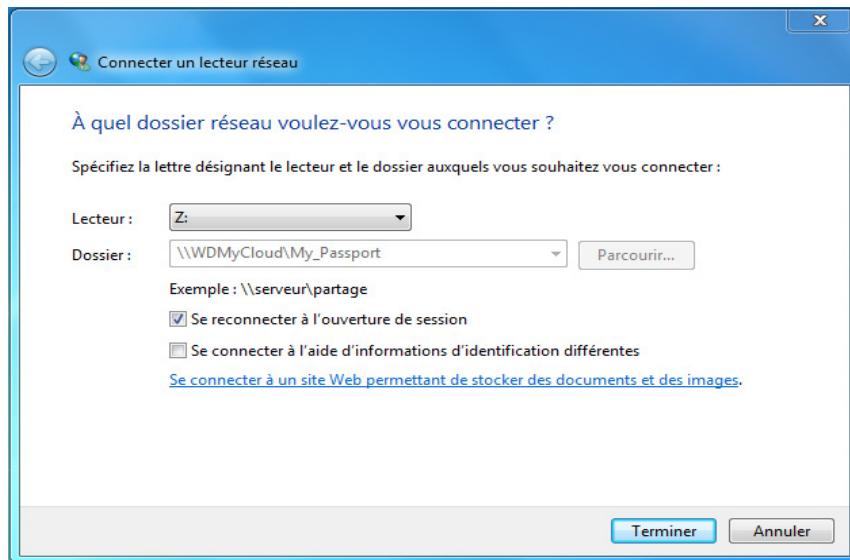 Connecter un lecteur réseau
À quel dossier réseau voulez-vous vous connecter ?
Spécifiez la lettre désignant le lecteur et le dossier auxquels vous souhaitez vous connecter :
Lecteur : Z:
Dossier : \\WDMyCloud\My_Passport Parcourir...
Exemple : \\serveur\partage
Se reconnecter à l'ouverture de session
Se connecter à l'aide d'informations d'identification différentes
Se connecter à un site Web permettant de stocker des documents et des images.
Terminer Annuler